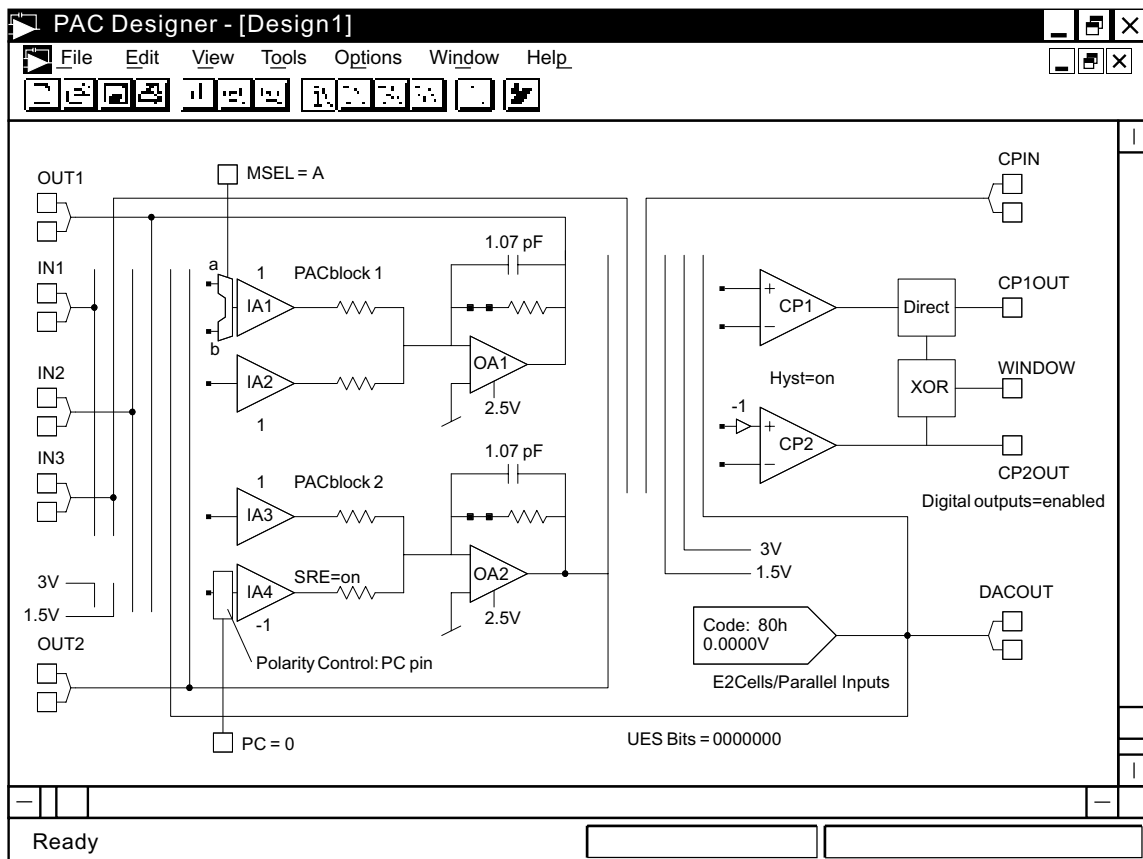 PAC Designer - [Design1]
File Edit View Tools Options Window Help
OUT1
MSEL = A
CPIN
IN1
a
1
PACblock 1
1.07 pF
IA1
b
CP1
+
−
Direct
CP1OUT
IN2
IA2
1
OA1
2.5V
Hyst=on
XOR
WINDOW
-1
+
−
CP2
CP2OUT
IN3
1
PACblock 2
1.07 pF
IA3
Digital outputs=enabled
3V
1.5V
IA4
-1
SRE=on
OA2
2.5V
3V
1.5V
DACOUT
Code: 80h
0.0000V
OUT2
Polarity Control: PC pin
E2Cells/Parallel Inputs
PC = 0
UES Bits = 0000000
Ready